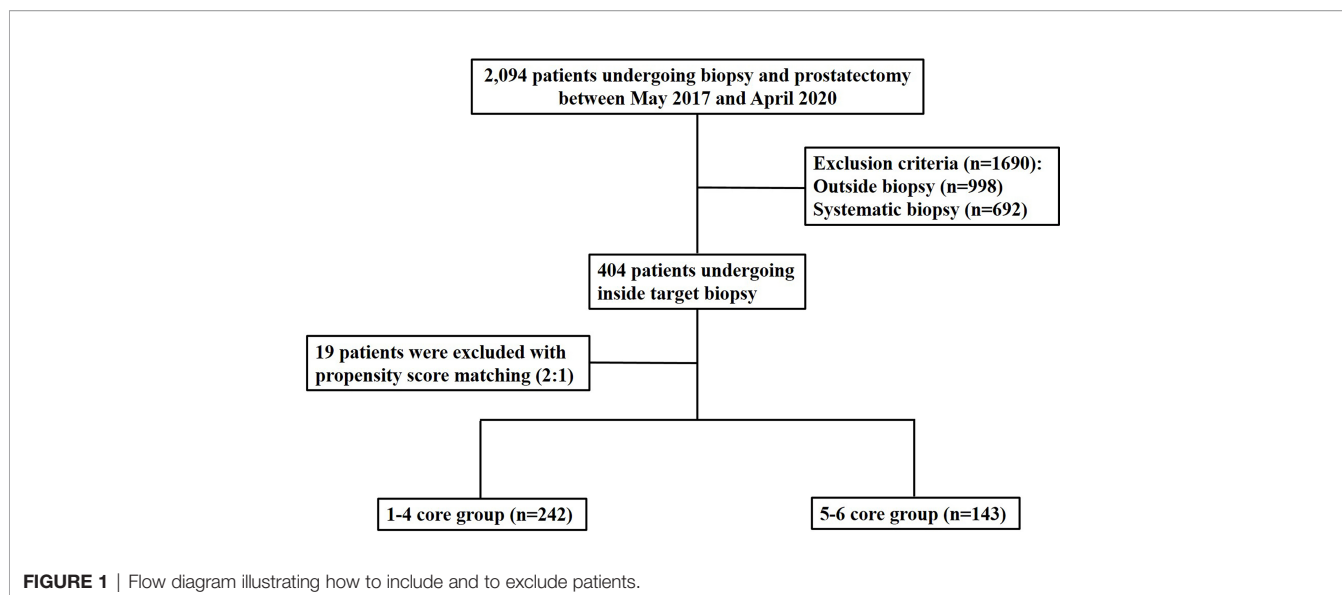 2,094 patients undergoing biopsy and prostatectomy
between May 2017 and April 2020
Exclusion criteria (n=1690):
Outside biopsy (n=998)
Systematic biopsy (n=692)
404 patients undergoing
inside target biopsy
19 patients were excluded with
propensity score matching (2:1)
1-4 core group (n=242)
5-6 core group (n=143)
FIGURE 1 | Flow diagram illustrating how to include and to exclude patients.